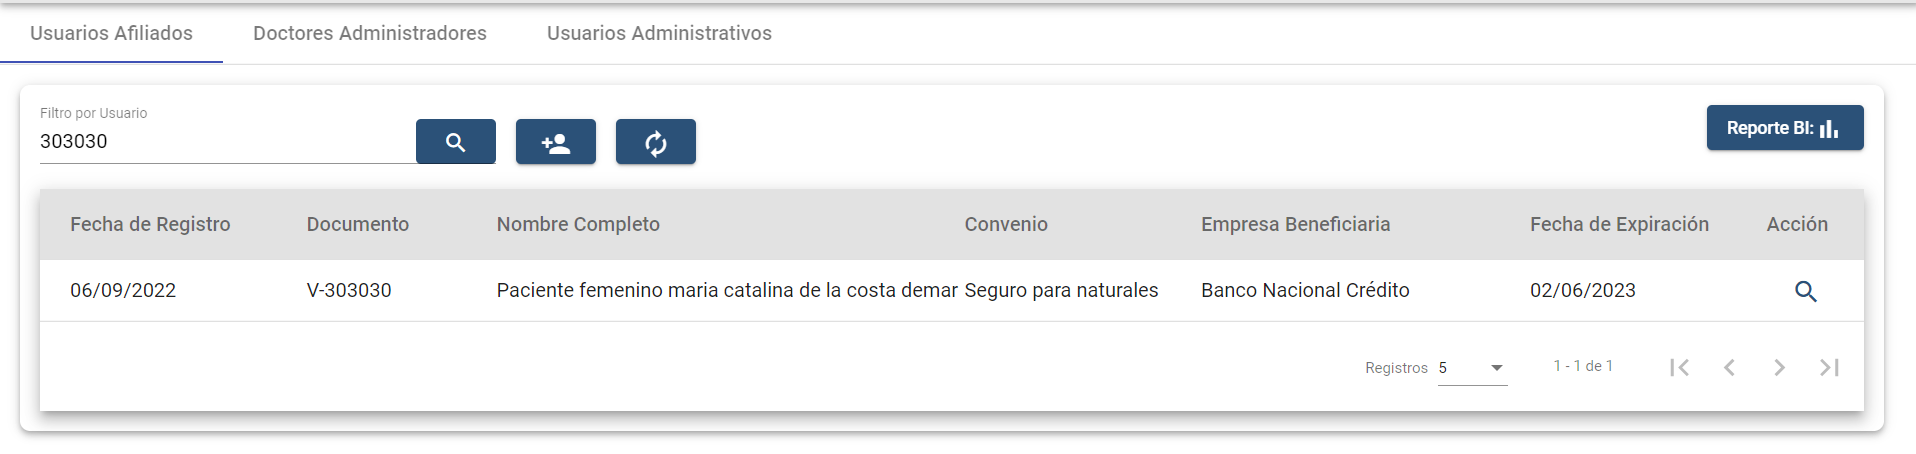 Usuarios Afiliados Doctores Administradores Usuarios Administrativos
Filtro por Usuario
303030
Reporte BI:
Fecha de Registro Documento Nombre Completo Convenio Empresa Beneficiaria Fecha de Expiración Acción
06/09/2022 V-303030 Paciente femenino maria catalina de la costa demar Seguro para naturales Banco Nacional Crédito 02/06/2023
Registros 5 1 - 1 de 1